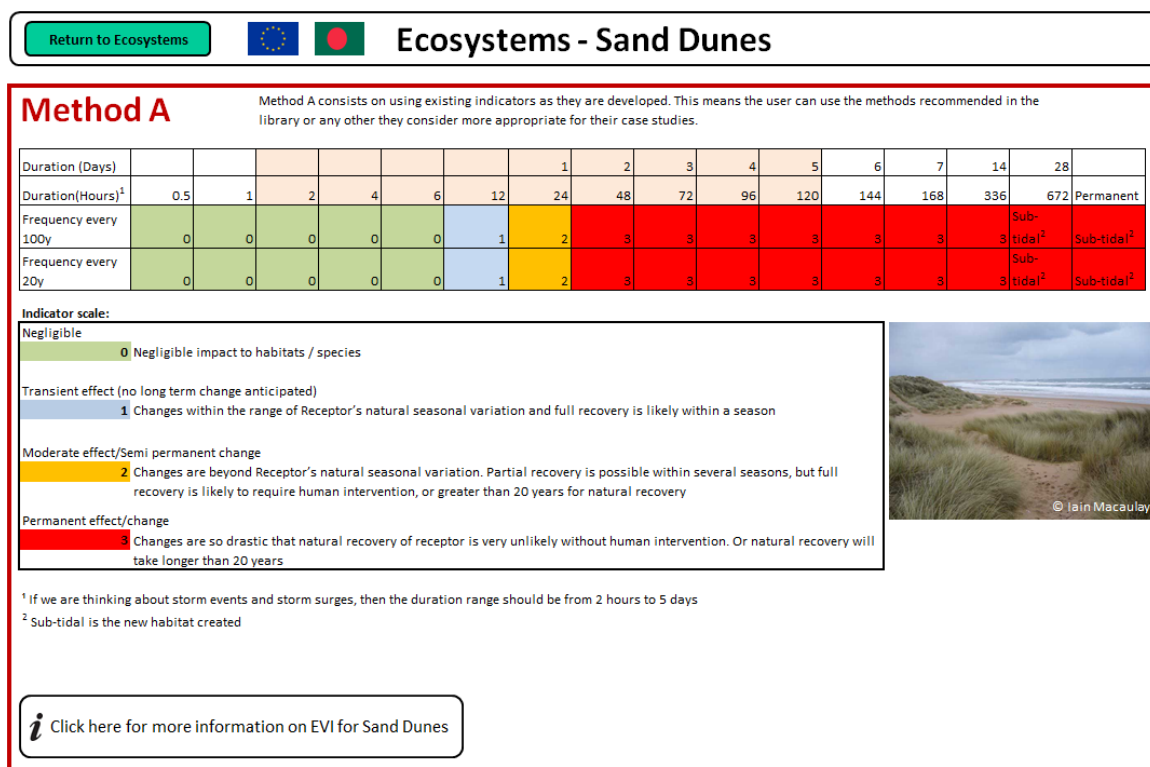 Return to Ecosystems
Ecosystems - Sand Dunes
Method A
Method A consists on using existing indicators as they are developed. This means the user can use the methods recommended in the
library or any other they consider more appropriate for their case studies.
Duration (Days) 1 2 3 4 5 6 7 14 28
Duration(Hours)¹ 0.5 1 2 4 6 12 24 48 72 96 120 144 168 336 672 Permanent
Frequency every
100y 0 0 0 0 0 1 2 3 3 3 3 3 3 3 Sub-tidal² Sub-tidal²
Frequency every
20y 0 0 0 0 0 1 2 3 3 3 3 3 3 3 Sub-tidal² Sub-tidal²
Indicator scale:
Negligible
0 Negligible impact to habitats / species
Transient effect (no long term change anticipated)
1 Changes within the range of Receptor's natural seasonal variation and full recovery is likely within a season
Moderate effect/Semi permanent change
2 Changes are beyond Receptor's natural seasonal variation. Partial recovery is possible within several seasons, but full
recovery is likely to require human intervention, or greater than 20 years for natural recovery
Permanent effect/change
3 Changes are so drastic that natural recovery of receptor is very unlikely without human intervention. Or natural recovery will
take longer than 20 years
© Iain Macaulay
¹ If we are thinking about storm events and storm surges, then the duration range should be from 2 hours to 5 days
² Sub-tidal is the new habitat created
i Click here for more information on EVI for Sand Dunes